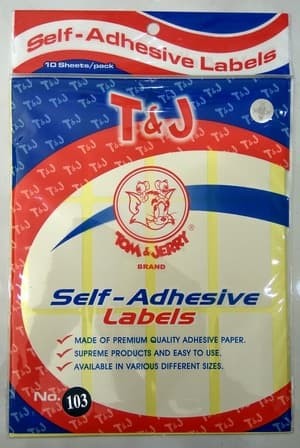 Self-Adhesive Labels
10 Sheets/pack
T&J
TOM & JERRY
BRAND
Self-Adhesive
Labels
MADE OF PREMIUM QUALITY ADHESIVE PAPER.
SUPREME PRODUCTS AND EASY TO USE.
AVAILABLE IN VARIOUS DIFFERENT SIZES.
No. 103